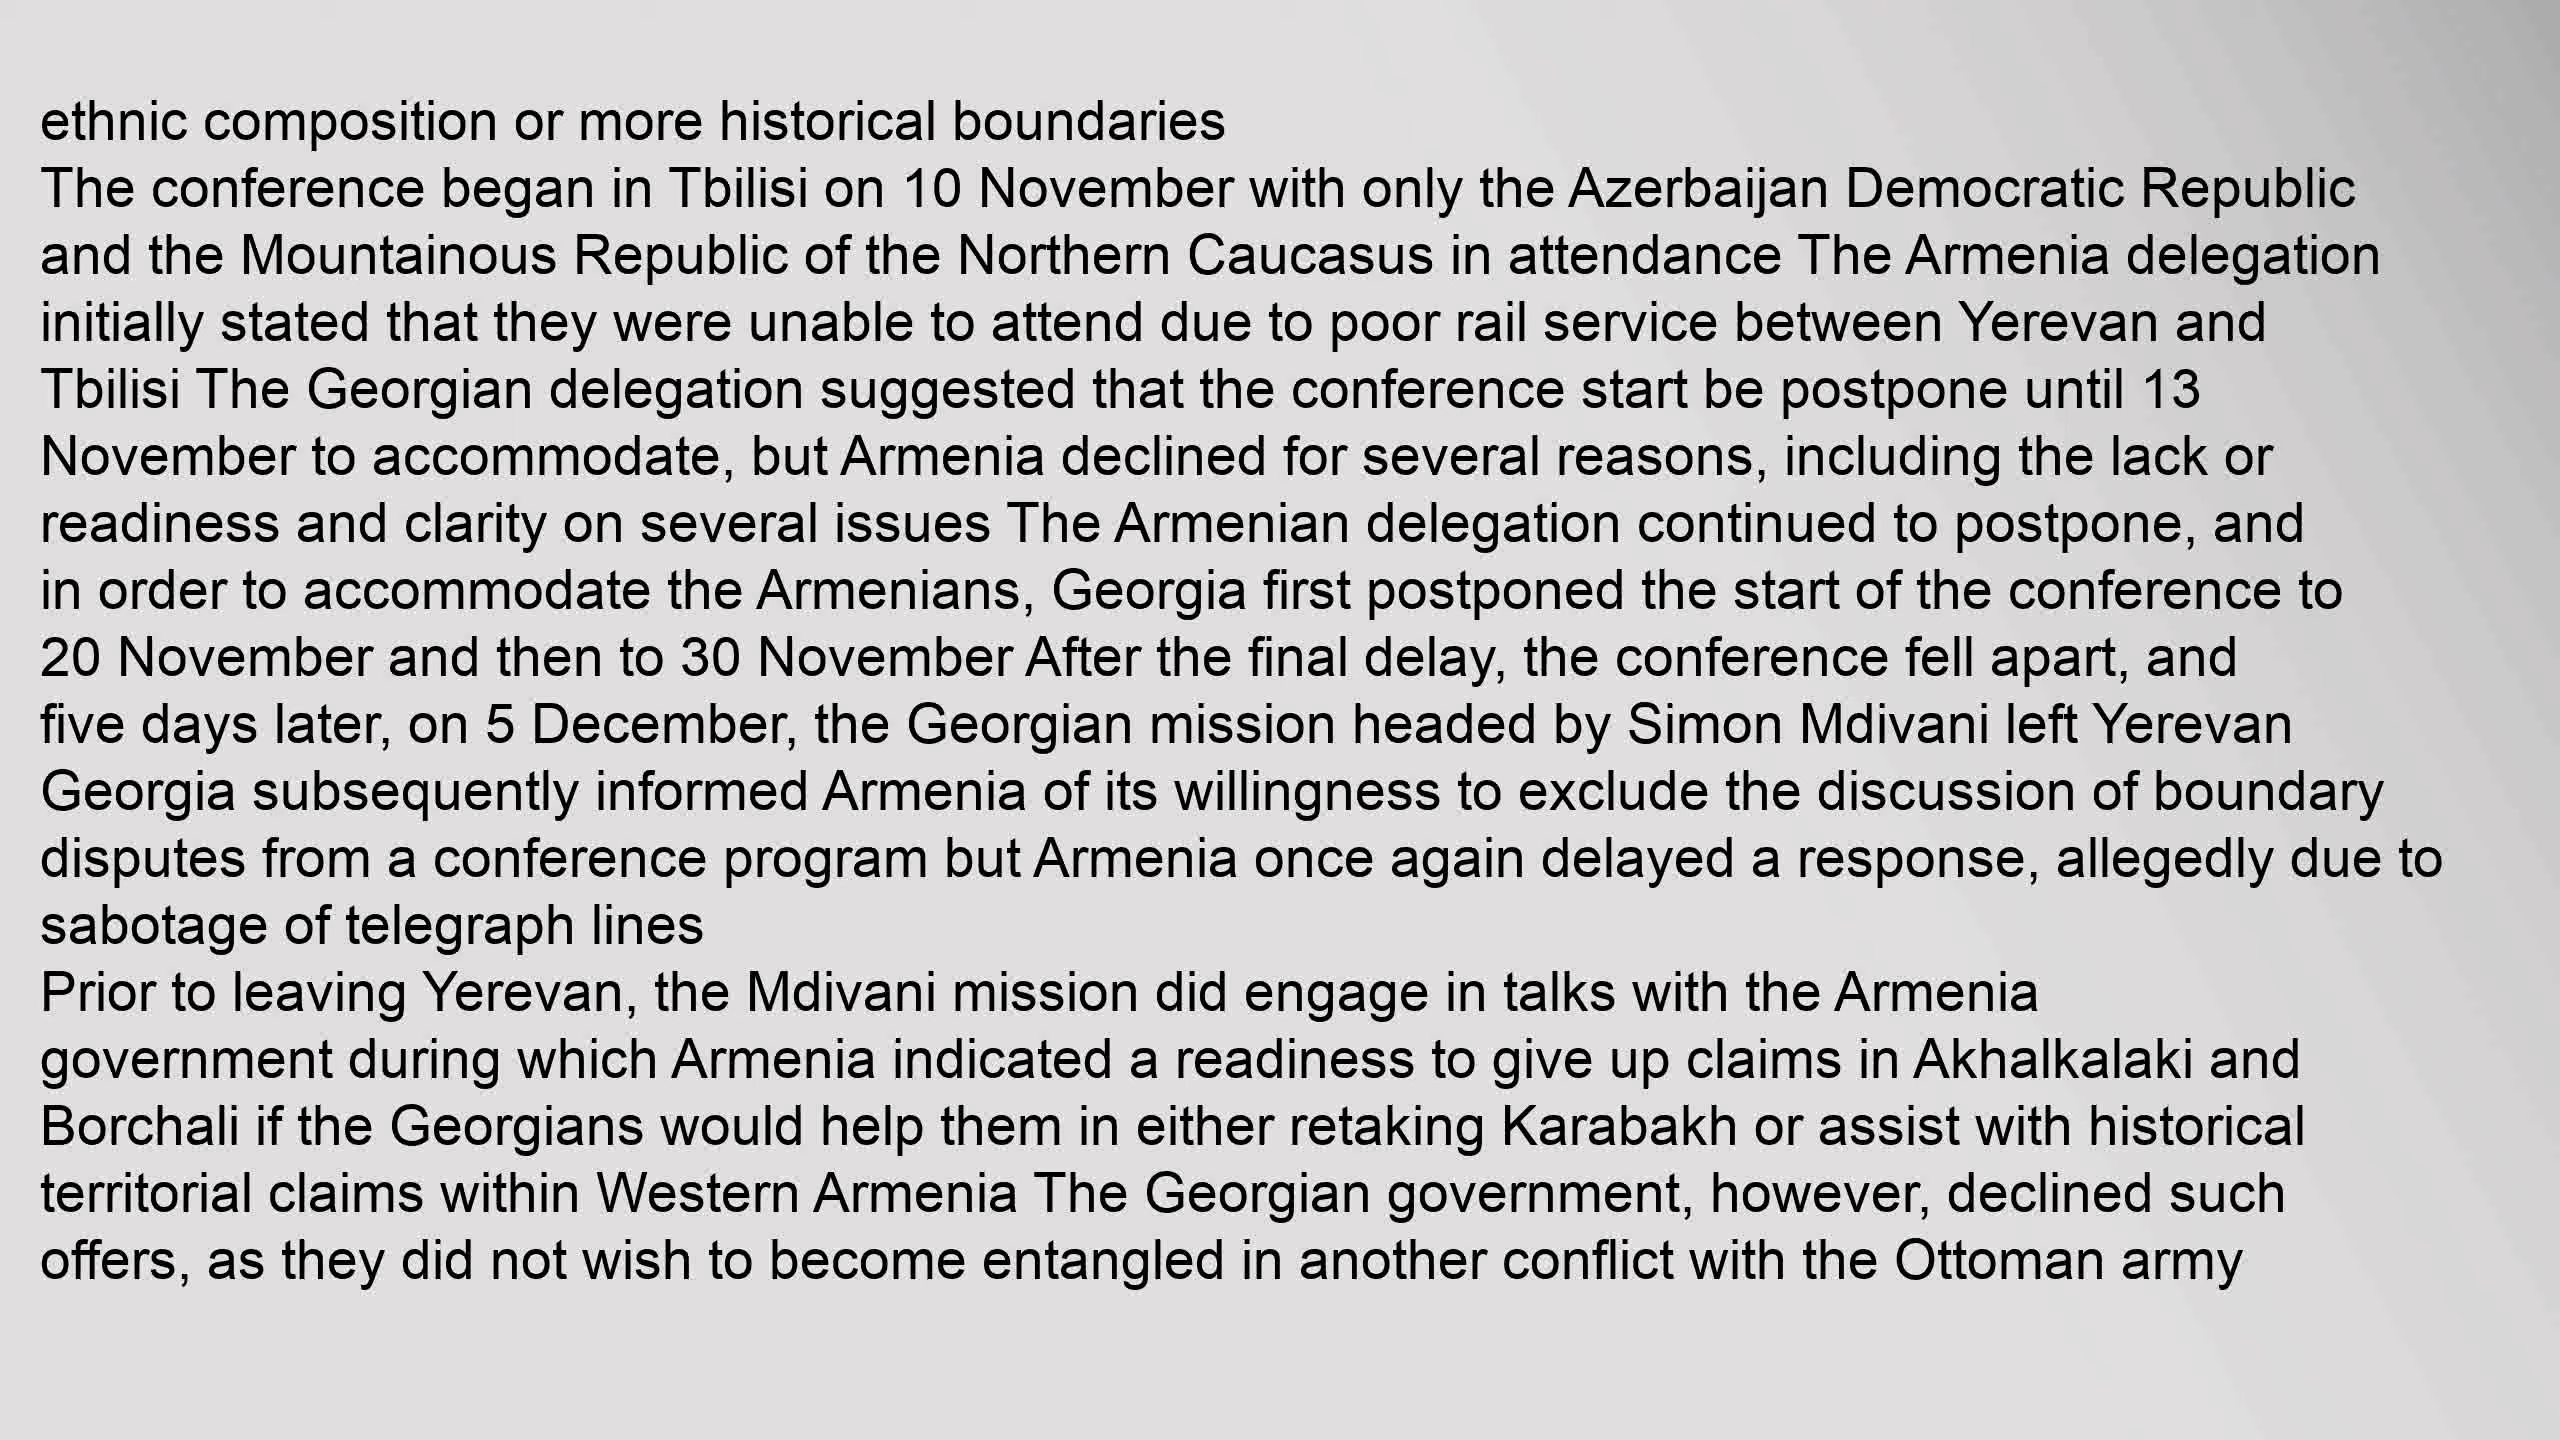 ethnic composition or more historical boundaries
The conference began in Tbilisi on 10 November with only the Azerbaijan Democratic Republic
and the Mountainous Republic of the Northern Caucasus in attendance The Armenia delegation
initially stated that they were unable to attend due to poor rail service between Yerevan and
Tbilisi The Georgian delegation suggested that the conference start be postpone until 13
November to accommodate, but Armenia declined for several reasons, including the lack or
readiness and clarity on several issues The Armenian delegation continued to postpone, and
in order to accommodate the Armenians, Georgia first postponed the start of the conference to
20 November and then to 30 November After the final delay, the conference fell apart, and
five days later, on 5 December, the Georgian mission headed by Simon Mdivani left Yerevan
Georgia subsequently informed Armenia of its willingness to exclude the discussion of boundary
disputes from a conference program but Armenia once again delayed a response, allegedly due to
sabotage of telegraph lines
Prior to leaving Yerevan, the Mdivani mission did engage in talks with the Armenia
government during which Armenia indicated a readiness to give up claims in Akhalkalaki and
Borchali if the Georgians would help them in either retaking Karabakh or assist with historical
territorial claims within Western Armenia The Georgian government, however, declined such
offers, as they did not wish to become entangled in another conflict with the Ottoman army